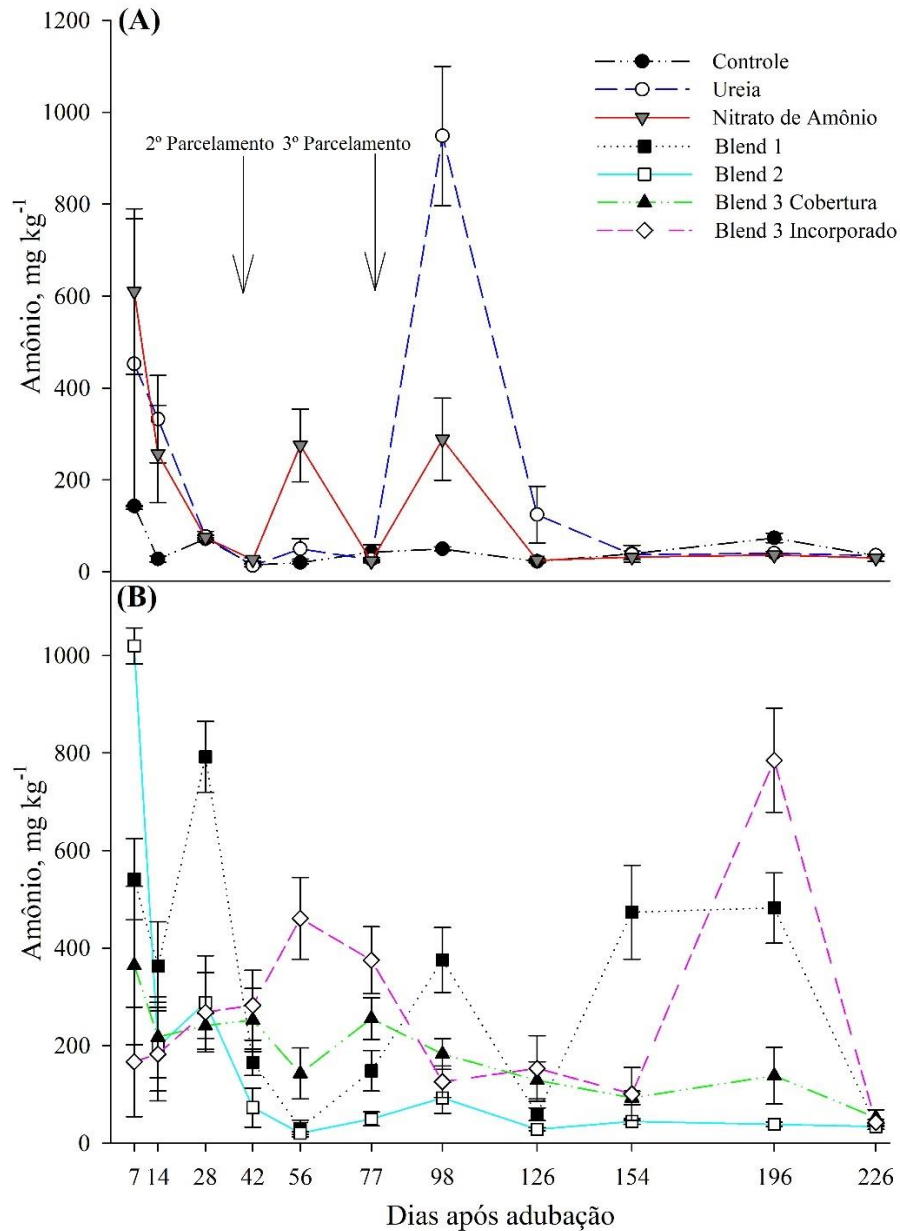 (A)
1200
1000
800
600
400
200
0
Amônio, mg kg⁻¹
2º Parcelamento 3º Parcelamento
Controle
Ureia
Nitrato de Amônio
Blend 1
Blend 2
Blend 3 Cobertura
Blend 3 Incorporado
(B)
1000
800
600
400
200
0
Amônio, mg kg⁻¹
7 14 28 42 56 77 98 126 154 196 226
Dias após adubação